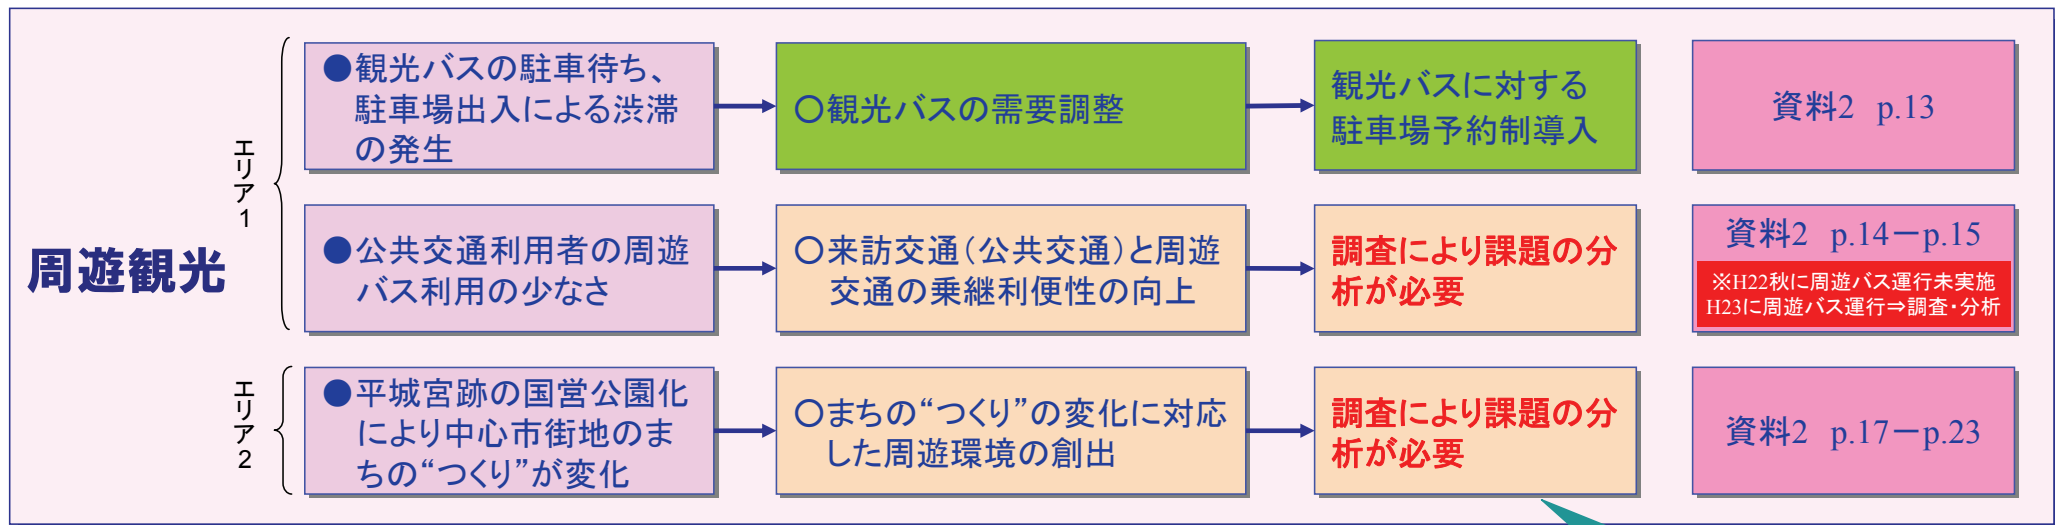 周遊観光
エリア1
●観光バスの駐車待ち、
駐車場出入による渋滞
の発生
○観光バスの需要調整
観光バスに対する
駐車場予約制導入
資料2 p.13
●公共交通利用者の周遊
バス利用の少なさ
○来訪交通(公共交通)と周遊
交通の乗継利便性の向上
調査により課題の分
析が必要
資料2 p.14－p.15
※H22秋に周遊バス運行未実施
H23に周遊バス運行⇒調査・分析
エリア2
●平城宮跡の国営公園化
により中心市街地のま
ちの“つくり”が変化
○まちの“つくり”の変化に対応
した周遊環境の創出
調査により課題の分
析が必要
資料2 p.17－p.23